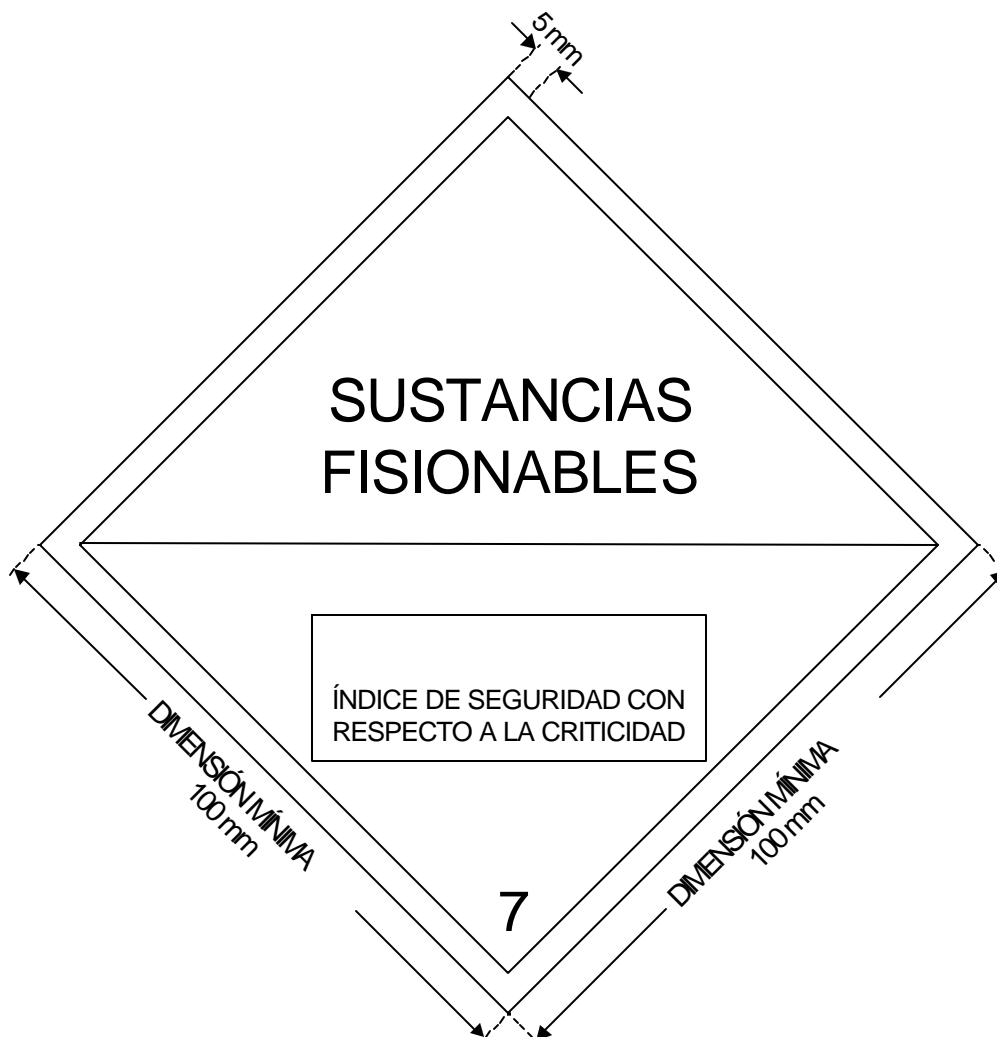 5 mm
SUSTANCIAS
FISIONABLES
ÍNDICE DE SEGURIDAD CON
RESPECTO A LA CRITICIDAD
DIMENSIÓN MÍNIMA
100 mm
DIMENSIÓN MÍNIMA
100 mm
7